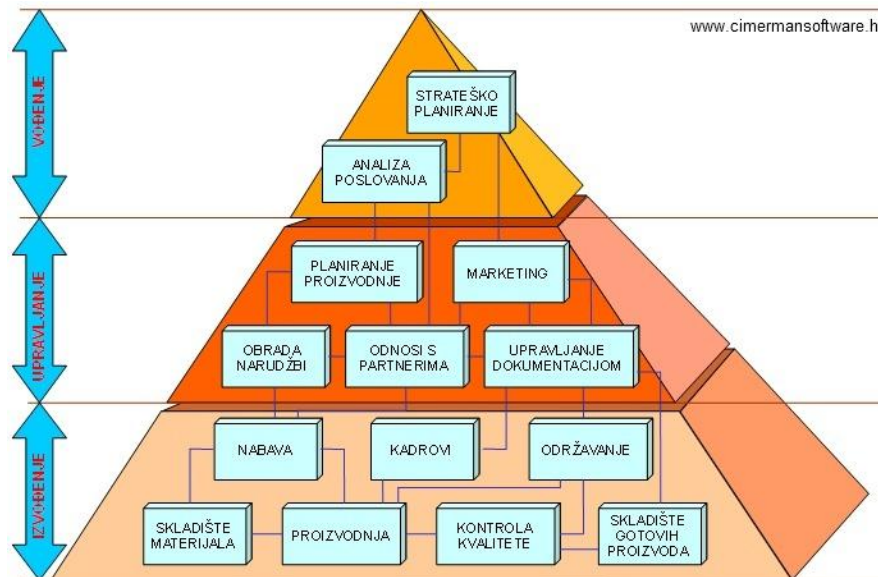 www.cimermansoftware.h
VOĐENJE
STRATEŠKO
PLANIRANJE
ANALIZA
POSLOVANJA
UPRAVLJANJE
PLANIRANJE
PROIZVODNJE
MARKETING
OBRADA
NARUDŽBI
ODNOSI S
PARTNERIMA
UPRAVLJANJE
DOKUMENTACIJOM
IZVOĐENJE
NABAVA
KADROVI
ODRŽAVANJE
SKLADIŠTE
MATERIJALA
PROIZVODNJA
KONTROLA
KVALITETE
SKLADIŠTE
GOTOVIH
PROIZVODA